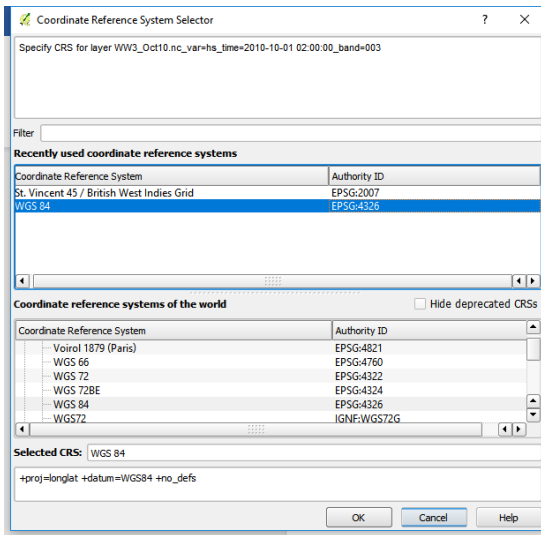 Coordinate Reference System Selector
Specify CRS for layer WW3_Oct10.nc_var=hs_time=2010-10-01 02:00:00_band=003
Filter
Recently used coordinate reference systems
Coordinate Reference System Authority ID
St. Vincent 45 / British West Indies Grid EPSG:2007
WGS 84 EPSG:4326
Coordinate reference systems of the world Hide deprecated CRSs
Coordinate Reference System Authority ID
Voirol 1879 (Paris) EPSG:4821
WGS 66 EPSG:4760
WGS 72 EPSG:4322
WGS 72BE EPSG:4324
WGS 84 EPSG:4326
WGS72 IGNF:WGS72G
Selected CRS: WGS 84
+proj=longlat +datum=WGS84 +no_defs
OK Cancel Help